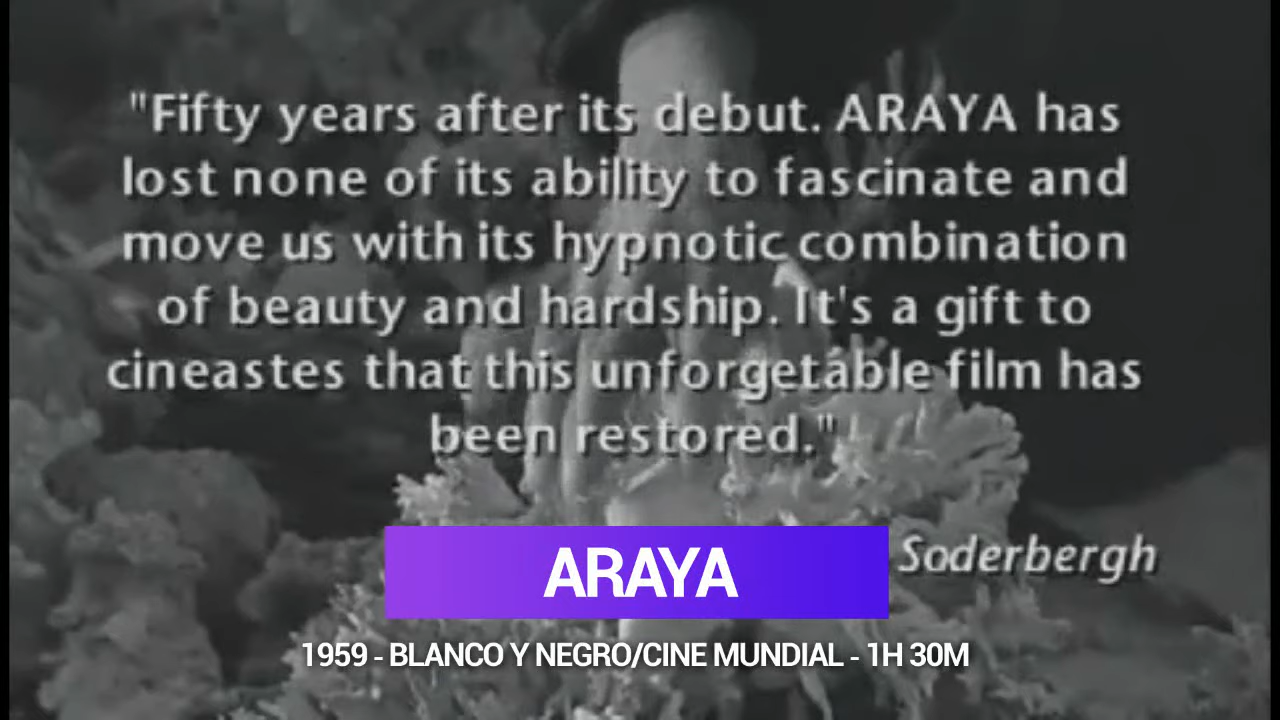 "Fifty years after its debut. ARAYA has
lost none of its ability to fascinate and
move us with its hypnotic combination
of beauty and hardship. It's a gift to
cineastes that this unforgetable film has
been restored."
Soderbergh
ARAYA
1959 - BLANCO Y NEGRO/CINE MUNDIAL - 1H 30M